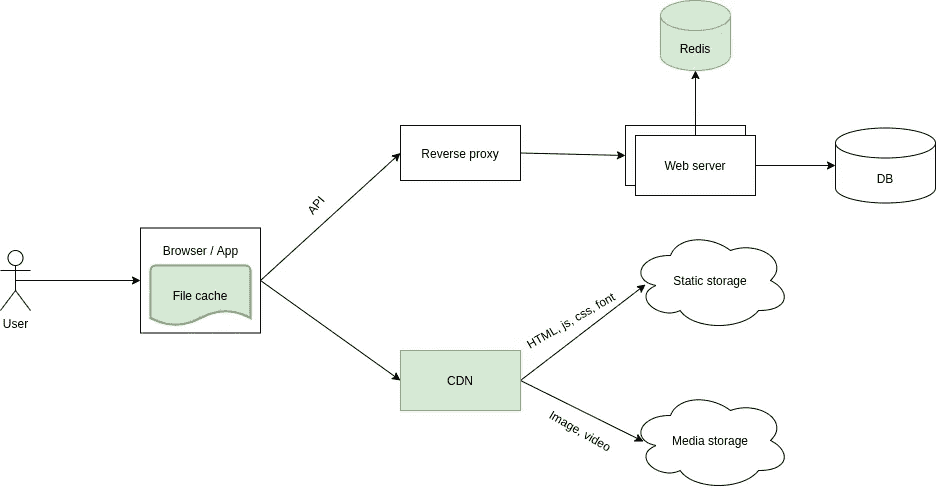 Redis
Reverse proxy
Web server
DB
API
Browser / App
File cache
User
Static storage
HTML, js, css, font
CDN
Image, video
Media storage